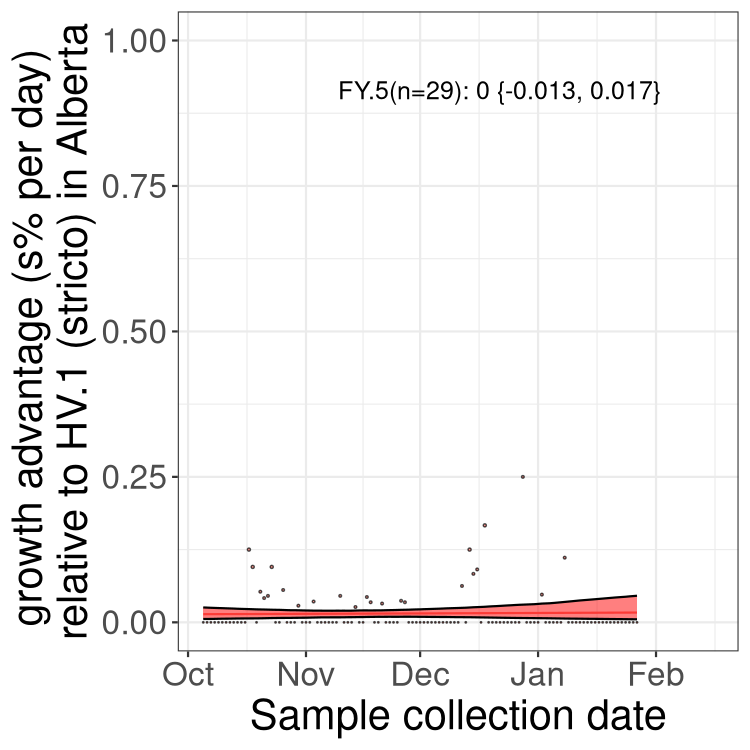 growth advantage (s% per day)
relative to HV.1 (stricto) in Alberta
1.00
0.75
0.50
0.25
0.00
FY.5(n=29): 0 {-0.013, 0.017}
Oct Nov Dec Jan Feb
Sample collection date